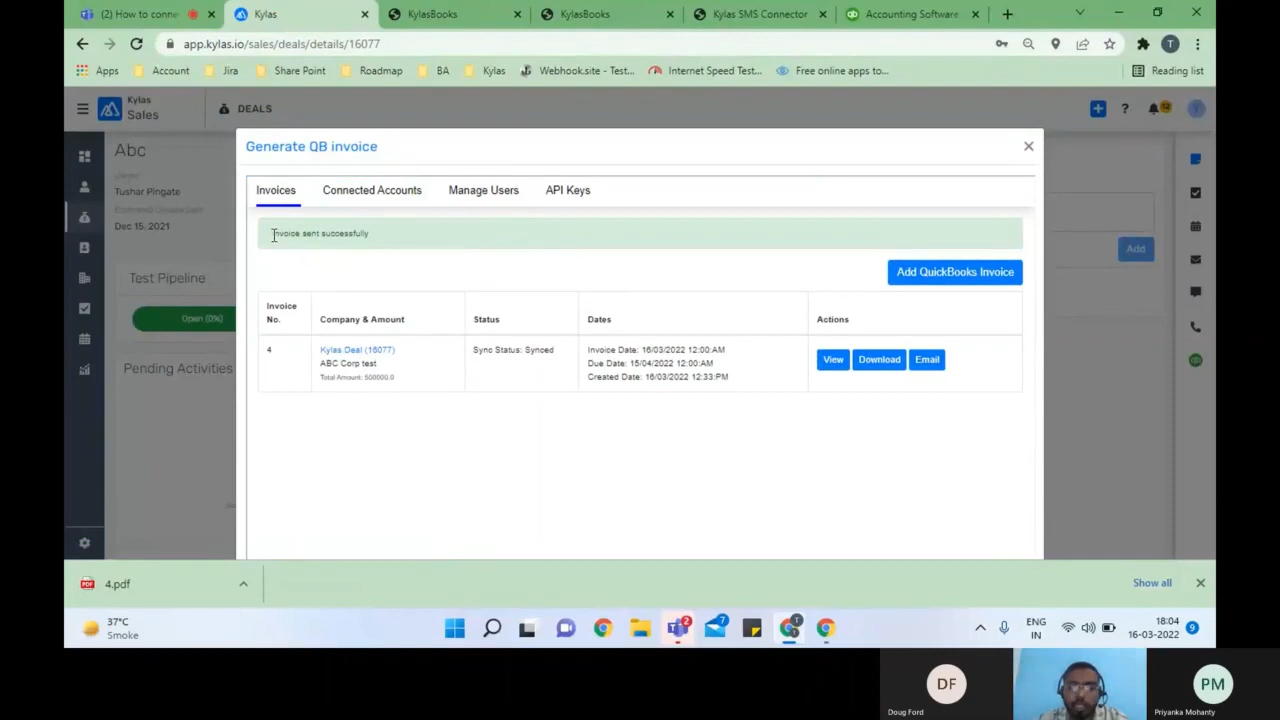 (2) How to conne
Kylas
KylasBooks
KylasBooks
Kylas SMS Connector
Accounting Software
app.kylas.io/sales/deals/details/16077
T
Apps
Account
Jira
Share Point
Roadmap
BA
Kylas
Webhook.site - Test...
Internet Speed Test...
Free online apps to...
Reading list
Kylas
Sales
DEALS
?
Abc
Tushar Pingate
Dec 15, 2021
Test Pipeline
Open (0%)
Pending Activities
Add
Generate QB invoice
Invoices
Connected Accounts
Manage Users
API Keys
Invoice sent successfully
Add QuickBooks Invoice
Invoice No.
Company & Amount
Status
Dates
Actions
4
Kylas Deal (16077)
ABC Corp test
Total Amount: 500000.0
Sync Status: Synced
Invoice Date: 16/03/2022 12:00:AM
Due Date: 15/04/2022 12:00:AM
Created Date: 16/03/2022 12:33:PM
View
Download
Email
4.pdf
Show all
37°C
Smoke
2
7
ENG
IN
18:04
16-03-2022
9
DF
Doug Ford
PM
Priyanka Mohanty